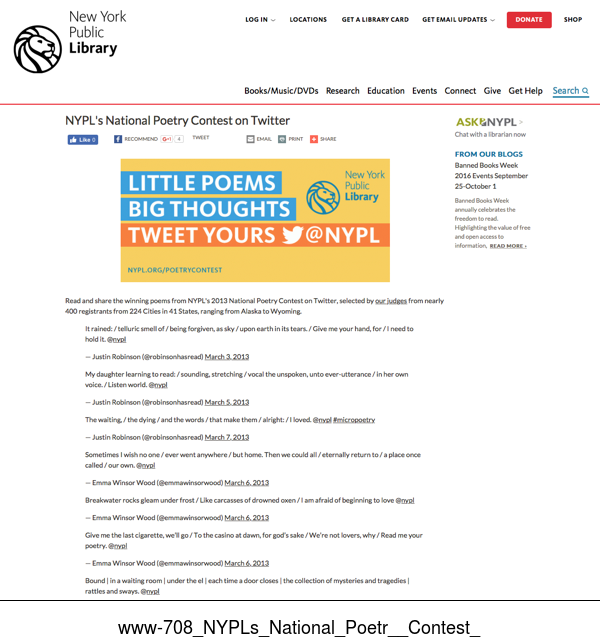 New York
Public
Library
LOG IN
LOCATIONS
GET A LIBRARY CARD
GET EMAIL UPDATES
DONATE
SHOP
Books/Music/DVDs Research Education Events Connect Give Get Help Search
NYPL's National Poetry Contest on Twitter
Like 0
RECOMMEND
G+1 4
TWEET
EMAIL
PRINT
SHARE
LITTLE POEMS
BIG THOUGHTS
TWEET YOURS @NYPL
New York
Public
Library
NYPL.ORG/POETRYCONTEST
Read and share the winning poems from NYPL's 2013 National Poetry Contest on Twitter, selected by our judges from nearly
400 registrants from 224 Cities in 41 States, ranging from Alaska to Wyoming.
It rained: / telluric smell of / being forgiven, as sky / upon earth in its tears. / Give me your hand, for / I need to
hold it. @nypl
— Justin Robinson (@robinsonhasread) March 3, 2013
My daughter learning to read: / sounding, stretching / vocal the unspoken, unto ever-utterance / in her own
voice. / Listen world. @nypl
— Justin Robinson (@robinsonhasread) March 5, 2013
The waiting, / the dying / and the words / that make them / alright: / I loved. @nypl #micropoetry
— Justin Robinson (@robinsonhasread) March 7, 2013
Sometimes I wish no one / ever went anywhere / but home. Then we could all / eternally return to / a place once
called / our own. @nypl
— Emma Winsor Wood (@emmawinsorwood) March 6, 2013
Breakwater rocks gleam under frost / Like carcasses of drowned oxen / I am afraid of beginning to love @nypl
— Emma Winsor Wood (@emmawinsorwood) March 6, 2013
Give me the last cigarette, we'll go / To the casino at dawn, for god's sake / We're not lovers, why / Read me your
poetry. @nypl
— Emma Winsor Wood (@emmawinsorwood) March 6, 2013
Bound | in a waiting room | under the el | each time a door closes | the collection of mysteries and tragedies |
rattles and sways. @nypl
ASK NYPL >
Chat with a librarian now
FROM OUR BLOGS
Banned Books Week
2016 Events September
25-October 1
Banned Books Week
annually celebrates the
freedom to read.
Highlighting the value of free
and open access to
information, READ MORE ›
www-708_NYPLs_National_Poetr__Contest_